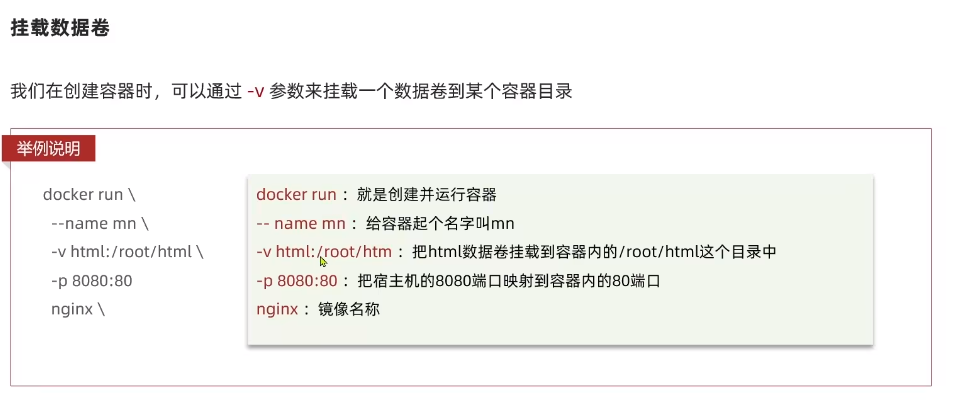 挂载数据卷
我们在创建容器时，可以通过 -v 参数来挂载一个数据卷到某个容器目录
举例说明
docker run \
--name mn \
-v html:/root/html \
-p 8080:80
nginx \
docker run ：就是创建并运行容器
-- name mn ：给容器起个名字叫mn
-v html:/root/htm ：把html数据卷挂载到容器内的/root/html这个目录中
-p 8080:80 ：把宿主机的8080端口映射到容器内的80端口
nginx ：镜像名称